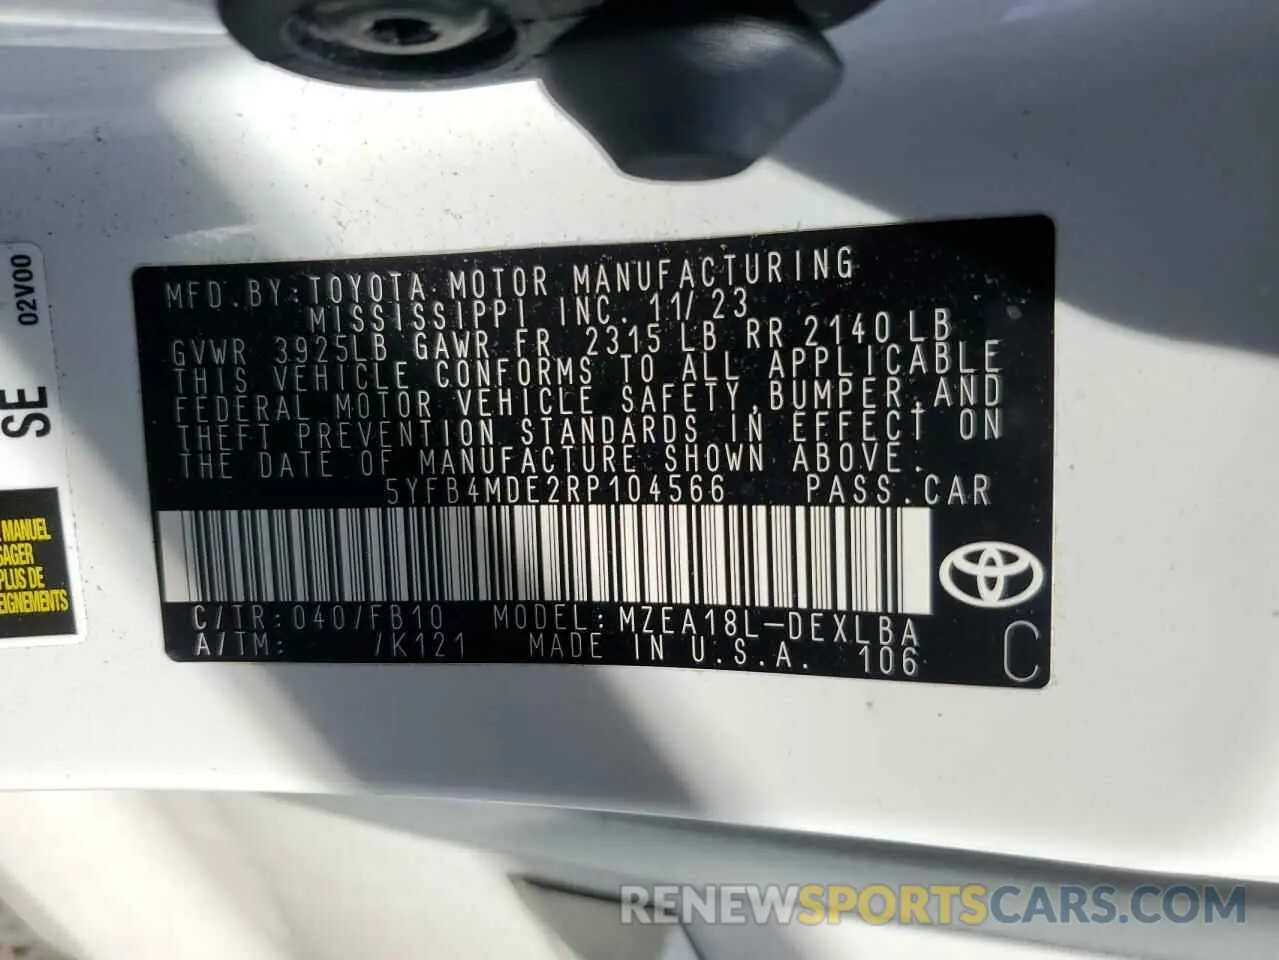 MFD.BY:TOYOTA MOTOR MANUFACTURING
MISSISSIPPI INC. 11/23
GVWR 3925LB GAWR FR 2315 LB RR 2140 LB
THIS VEHICLE CONFORMS TO ALL APPLICABLE
FEDERAL MOTOR VEHICLE SAFETY,BUMPER,AND
THEFT PREVENTION STANDARDS IN EFFECT ON
THE DATE OF MANUFACTURE SHOWN ABOVE.
5YFB4MDE2RP104566 PASS.CAR
C/TR:040/FB10 MODEL:MZEA18L-DEXLBA
A/TM: /K121 MADE IN U.S.A. 106
C
02V00
SE
MANUEL
PLUS DE
RENEWSPORTSCARS.COM